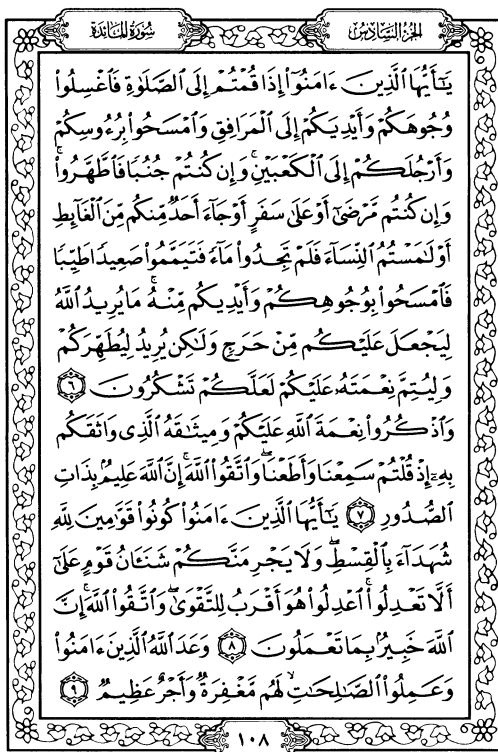 الجزء السادس
سورة المائدة
يَٰٓأَيُّهَا ٱلَّذِينَ ءَامَنُوٓاْ إِذَا قُمۡتُمۡ إِلَى ٱلصَّلَوٰةِ فَٱغۡسِلُواْ
وُجُوهَكُمۡ وَأَيۡدِيَكُمۡ إِلَى ٱلۡمَرَافِقِ وَٱمۡسَحُواْ بِرُءُوسِكُمۡ
وَأَرۡجُلَكُمۡ إِلَى ٱلۡكَعۡبَيۡنِۚ وَإِن كُنتُمۡ جُنُبٗا فَٱطَّهَّرُواْۚ
وَإِن كُنتُم مَّرۡضَىٰٓ أَوۡ عَلَىٰ سَفَرٍ أَوۡ جَآءَ أَحَدٞ مِّنكُم مِّنَ ٱلۡغَآئِطِ
أَوۡ لَٰمَسۡتُمُ ٱلنِّسَآءَ فَلَمۡ تَجِدُواْ مَآءٗ فَتَيَمَّمُواْ صَعِيدٗا طَيِّبٗا
فَٱمۡسَحُواْ بِوُجُوهِكُمۡ وَأَيۡدِيكُم مِّنۡهُۚ مَا يُرِيدُ ٱللَّهُ
لِيَجۡعَلَ عَلَيۡكُم مِّنۡ حَرَجٖ وَلَٰكِن يُرِيدُ لِيُطَهِّرَكُمۡ
وَلِيُتِمَّ نِعۡمَتَهُۥ عَلَيۡكُمۡ لَعَلَّكُمۡ تَشۡكُرُونَ ٦
وَٱذۡكُرُواْ نِعۡمَةَ ٱللَّهِ عَلَيۡكُمۡ وَمِيثَٰقَهُ ٱلَّذِي وَاثَقَكُم
بِهِۦٓ إِذۡ قُلۡتُمۡ سَمِعۡنَا وَأَطَعۡنَاۖ وَٱتَّقُواْ ٱللَّهَۚ إِنَّ ٱللَّهَ عَلِيمُۢ بِذَاتِ
ٱلصُّدُورِ ٧ يَٰٓأَيُّهَا ٱلَّذِينَ ءَامَنُواْ كُونُواْ قَوَّٰمِينَ لِلَّهِ
شُهَدَآءَ بِٱلۡقِسۡطِۖ وَلَا يَجۡرِمَنَّكُمۡ شَنَـَٔانُ قَوۡمٍ عَلَىٰٓ
أَلَّا تَعۡدِلُواْۚ ٱعۡدِلُواْ هُوَ أَقۡرَبُ لِلتَّقۡوَىٰۖ وَٱتَّقُواْ ٱللَّهَۚ إِنَّ
ٱللَّهَ خَبِيرُۢ بِمَا تَعۡمَلُونَ ٨ وَعَدَ ٱللَّهُ ٱلَّذِينَ ءَامَنُواْ
وَعَمِلُواْ ٱلصَّٰلِحَٰتِ لَهُم مَّغۡفِرَةٞ وَأَجۡرٌ عَظِيمٞ ٩
١٠٨